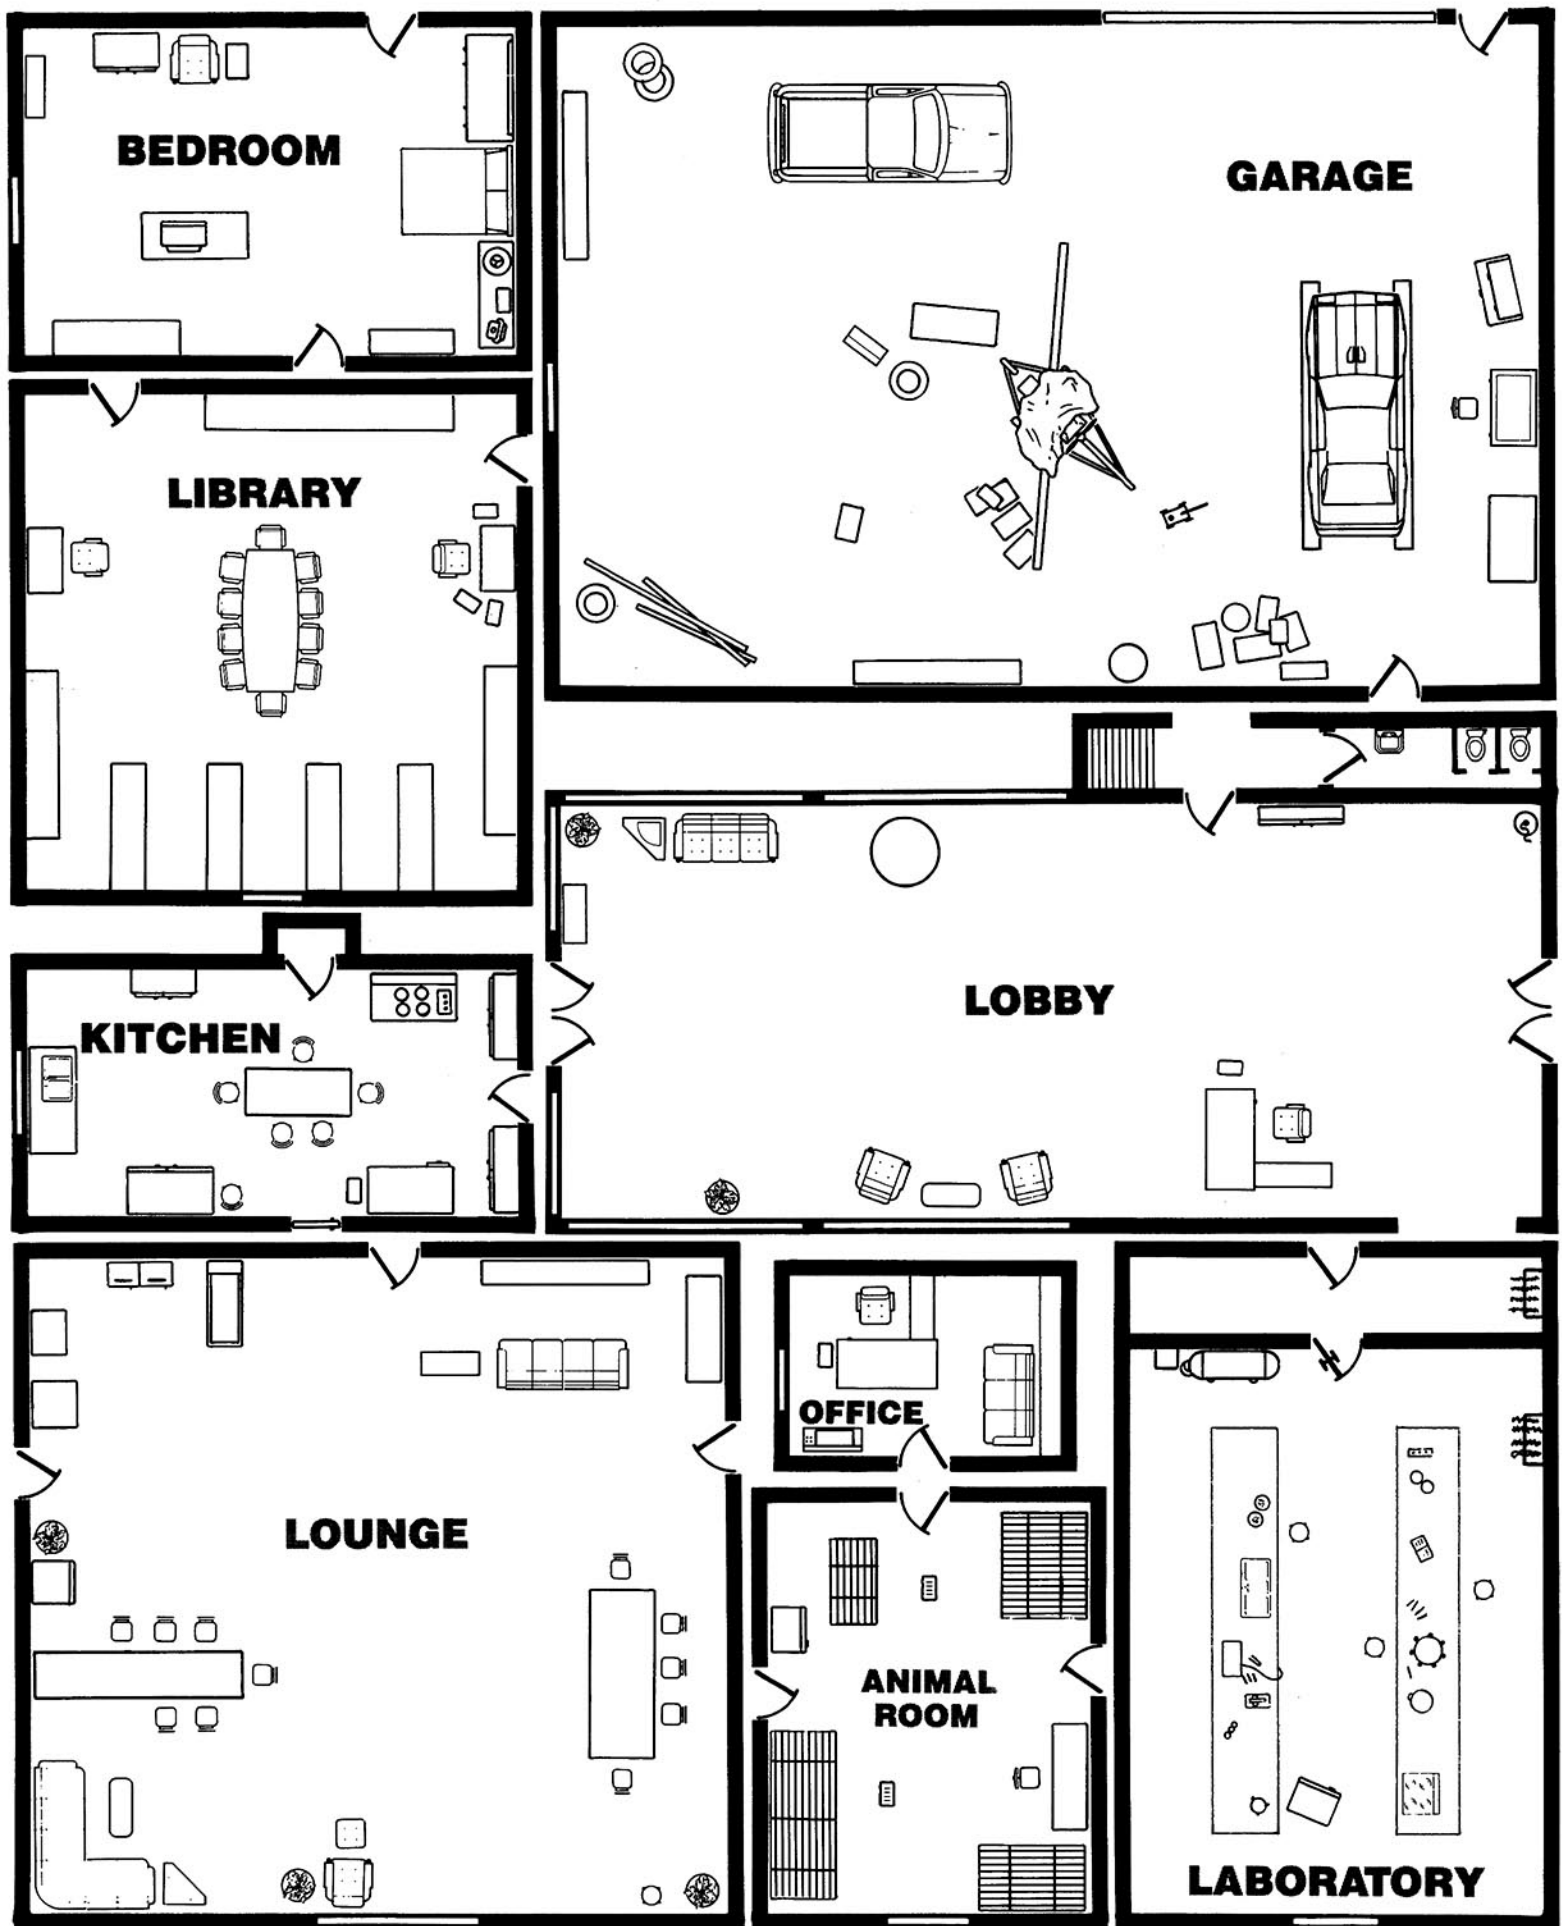 BEDROOM
GARAGE
LIBRARY
LOBBY
KITCHEN
OFFICE
LOUNGE
ANIMAL
ROOM
LABORATORY